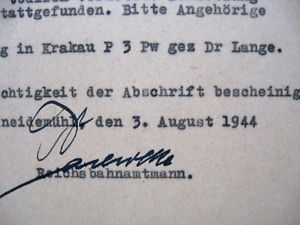 tattgefunden. Bitte Angehörige
g in Krakau P 3 Pw gez Dr Lange.
chtigkeit der Abschrift bescheinig
neidemühl, den 3. August 1944
Reichsbahnamtmann.